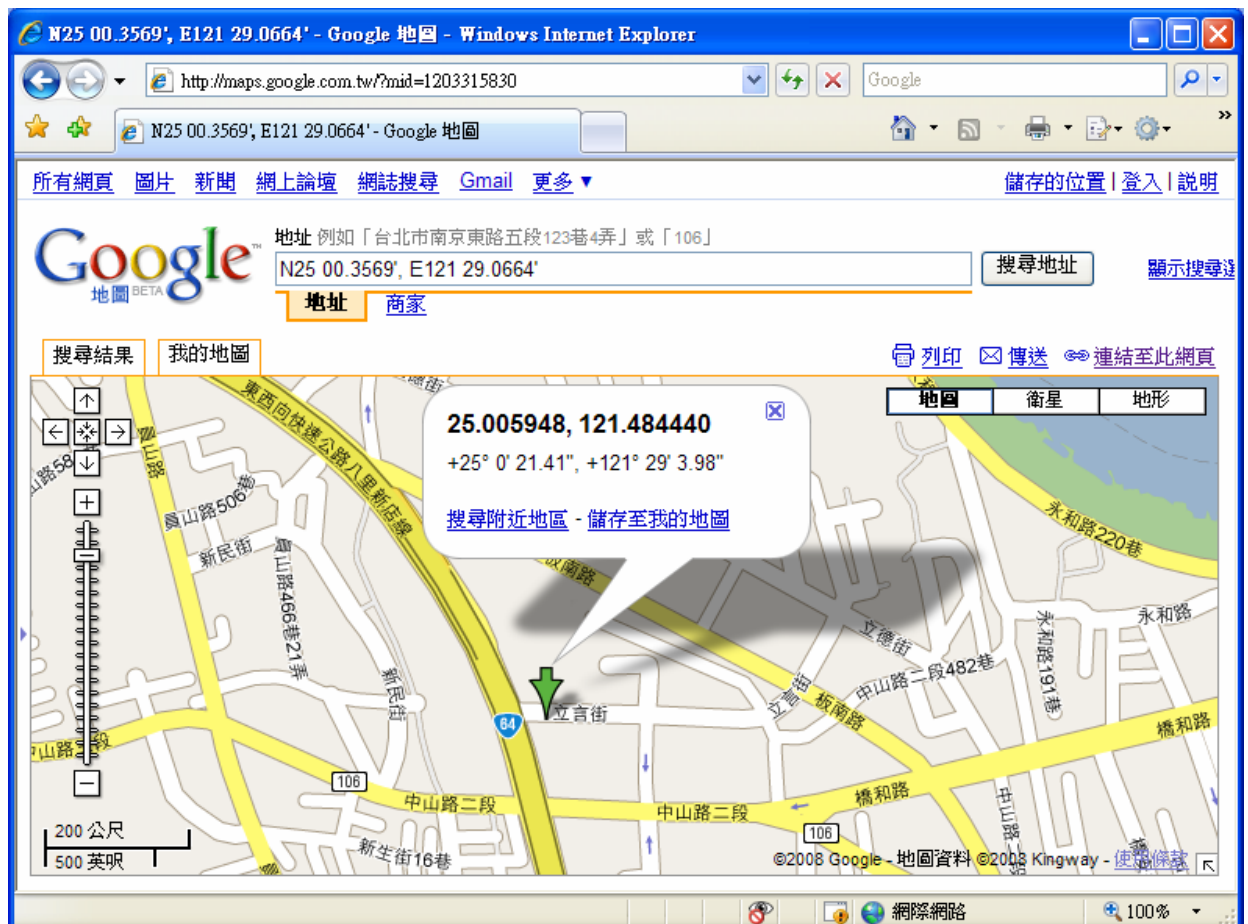 N25 00.3569', E121 29.0664' - Google 地圖 - Windows Internet Explorer
http://maps.google.com.tw/?mid=1203315830
Google
N25 00.3569', E121 29.0664' - Google 地圖
所有網頁 圖片 新聞 網上論壇 網誌搜尋 Gmail 更多 ▼
儲存的位置 | 登入 | 說明
Google™
地圖 BETA
地址 例如「台北市南京東路五段123巷4弄」或「106」
N25 00.3569', E121 29.0664'
搜尋地址
顯示搜尋選
地址 商家
搜尋結果 我的地圖
列印 傳送 連結至此網頁
地圖 衛星 地形
25.005948, 121.484440
+25° 0' 21.41", +121° 29' 3.98"
搜尋附近地區 - 儲存至我的地圖
東西向快速公路八里新店線
員山路
員山路506巷
新民街
員山路466巷21弄
新民街
板南路
永和路220巷
永和路
永和路191巷
立德街
中山路二段482巷
立言街
板南路
立言街
64
橋和路
106
中山路二段
中山路二段
橋和路
106
新生街16巷
200 公尺
500 英呎
©2008 Google - 地圖資料 ©2008 Kingway - 使用條款
網際網路
100%